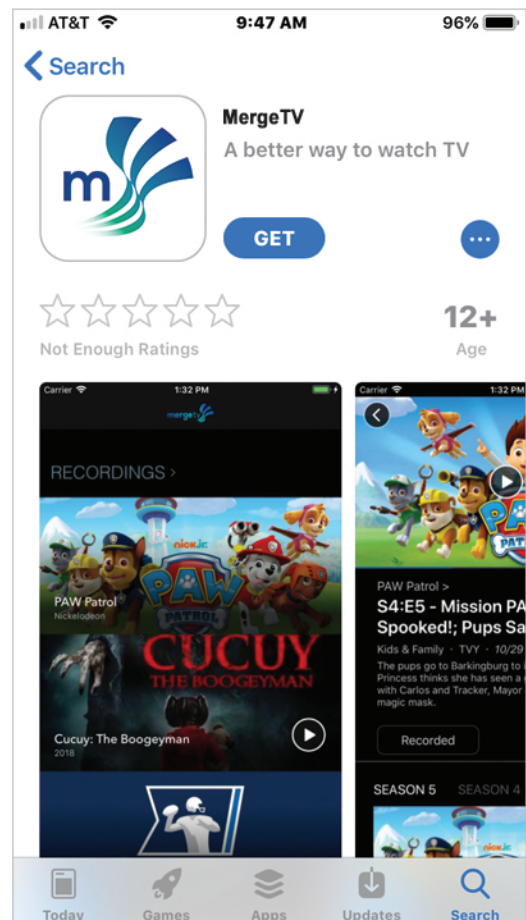 AT&T 9:47 AM 96%
Search
m
MergeTV
A better way to watch TV
GET
Not Enough Ratings
12+
Age
Carrier 1:32 PM
mergetv
RECORDINGS >
nick jr.
PAW
PATROL
PAW Patrol
Nickelodeon
CUCUY
THE BOOGEYMAN
Cucuy: The Boogeyman
2018
Carrier 1:32 PM
PAT
PAW Patrol >
S4:E5 - Mission PA
Spooked!; Pups Sa
Kids & Family · TVY · 10/29
The pups go to Barkingburg to
Princess thinks she has seen a
with Carlos and Tracker, Mayor
magic mask.
Recorded
SEASON 5 SEASON 4
nick jr.
Today Games Apps Updates Search